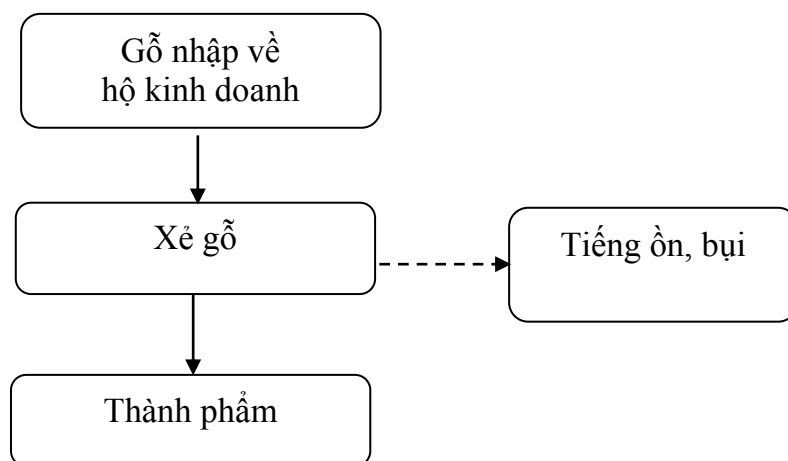 Gỗ nhập về
hộ kinh doanh
Xẻ gỗ
Tiếng ồn, bụi
Thành phẩm